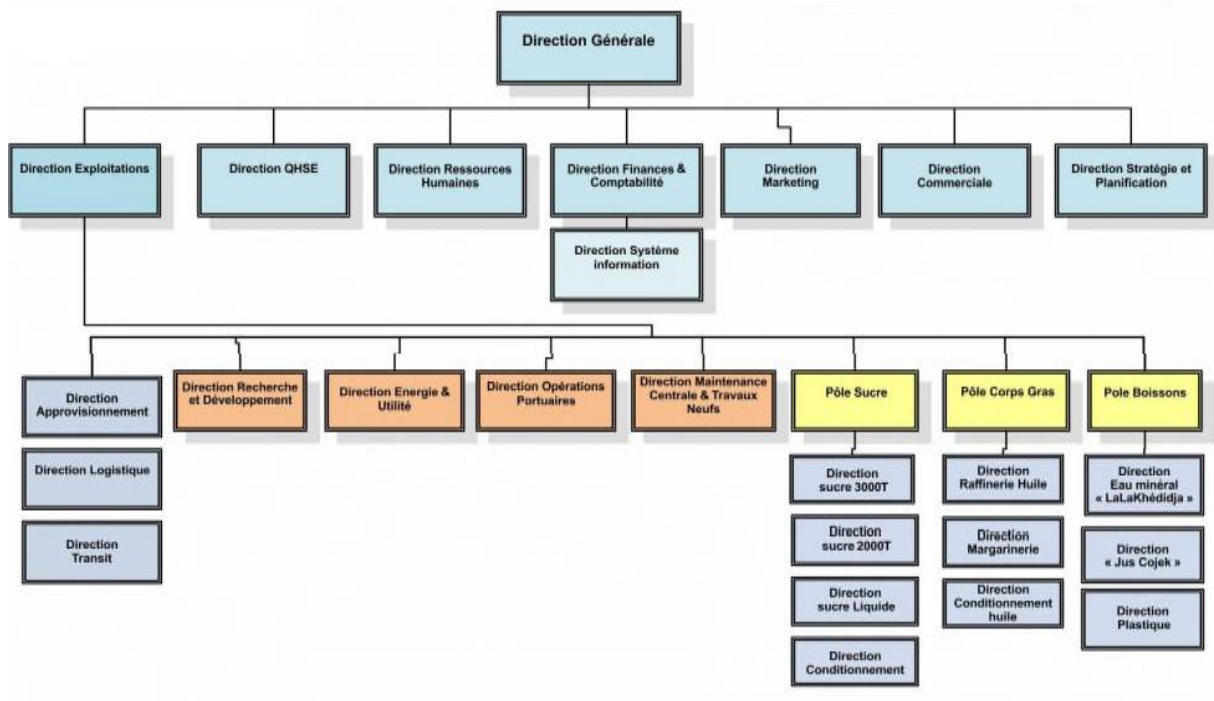 Direction Générale
Direction Exploitations
Direction QHSE
Direction Ressources
Humaines
Direction Finances &
Comptabilité
Direction
Marketing
Direction
Commerciale
Direction Stratégie et
Planification
Direction Système
information
Direction
Approvisionnement
Direction Recherche
et Développement
Direction Energie &
Utilité
Direction Opérations
Portuaires
Direction Maintenance
Centrale & Travaux
Neufs
Pôle Sucre
Pôle Corps Gras
Pole Boissons
Direction Logistique
Direction
Transit
Direction
sucre 3000T
Direction
sucre 2000T
Direction
sucre Liquide
Direction
Conditionnement
Direction
Raffinerie Huile
Direction
Margarinerie
Direction
Conditionnement
huile
Direction
Eau minéral
« LaLaKhédidja »
Direction
« Jus Cojek »
Direction
Plastique